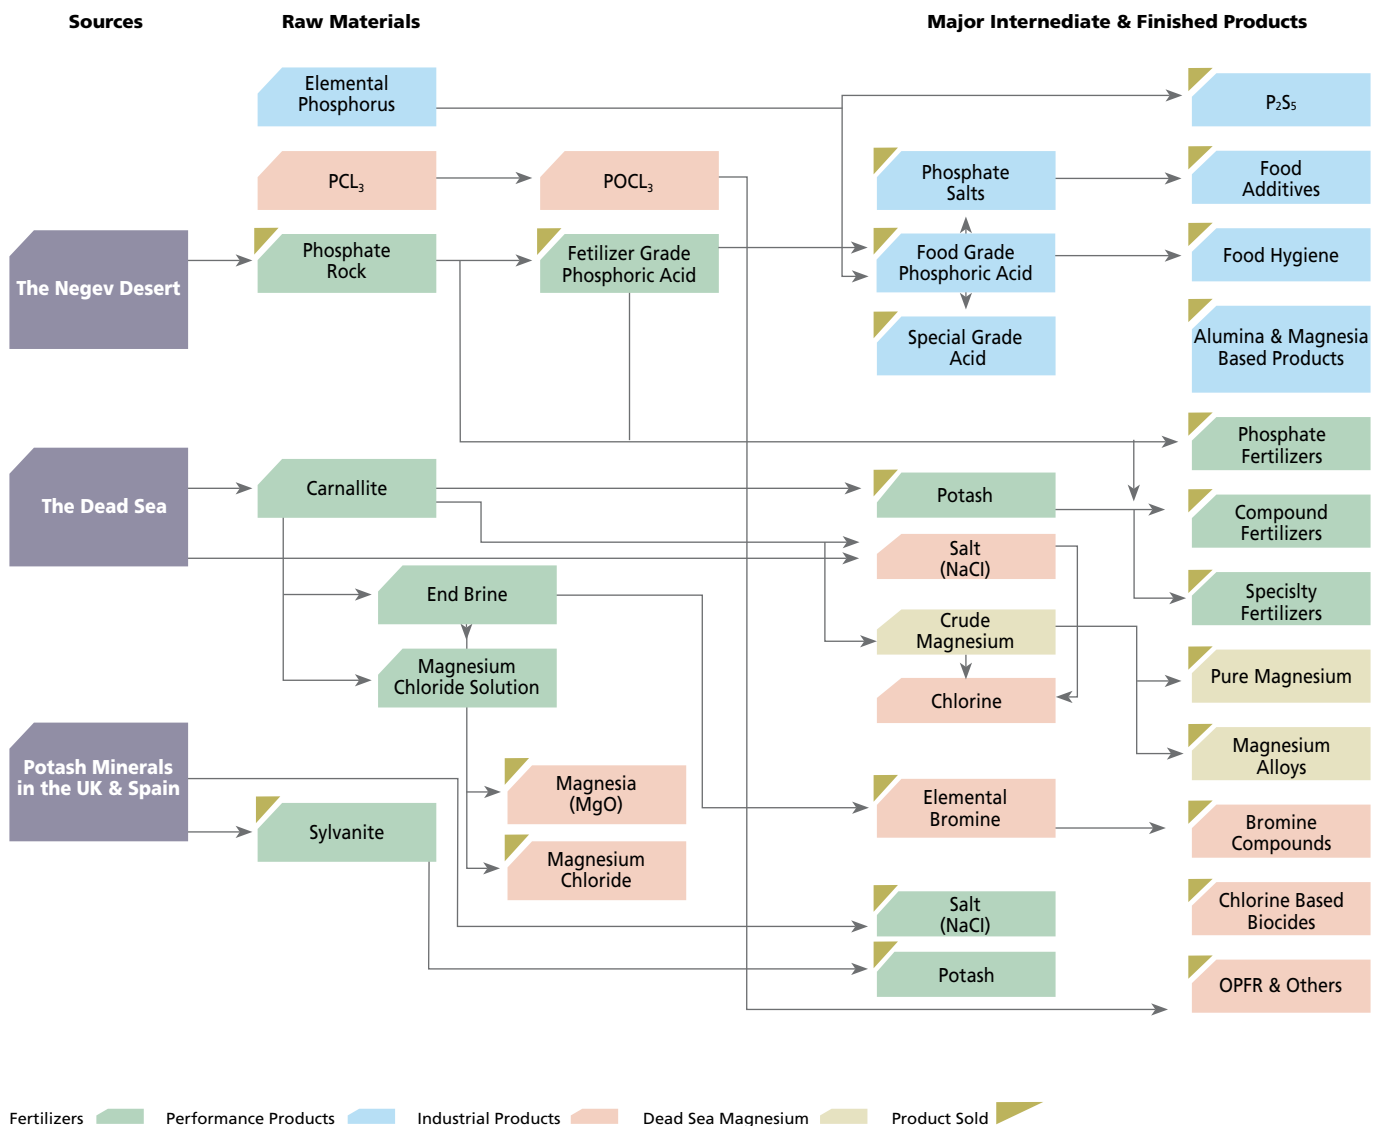 Sources
Raw Materials
Major Internediate & Finished Products
Elemental
Phosphorus
P₂S₅
PCL₃
POCL₃
Phosphate
Salts
Food
Additives
The Negev Desert
Phosphate
Rock
Fetilizer Grade
Phosphoric Acid
Food Grade
Phosphoric Acid
Food Hygiene
Special Grade
Acid
Alumina & Magnesia
Based Products
Phosphate
Fertilizers
The Dead Sea
Carnallite
Potash
Compound
Fertilizers
Salt
(NaCI)
End Brine
Specislty
Fertilizers
Crude
Magnesium
Magnesium
Chloride Solution
Pure Magnesium
Chlorine
Potash Minerals
in the UK & Spain
Magnesium
Alloys
Magnesia
(MgO)
Elemental
Bromine
Sylvanite
Bromine
Compounds
Magnesium
Chloride
Salt
(NaCI)
Chlorine Based
Biocides
Potash
OPFR & Others
Fertilizers
Performance Products
Industrial Products
Dead Sea Magnesium
Product Sold